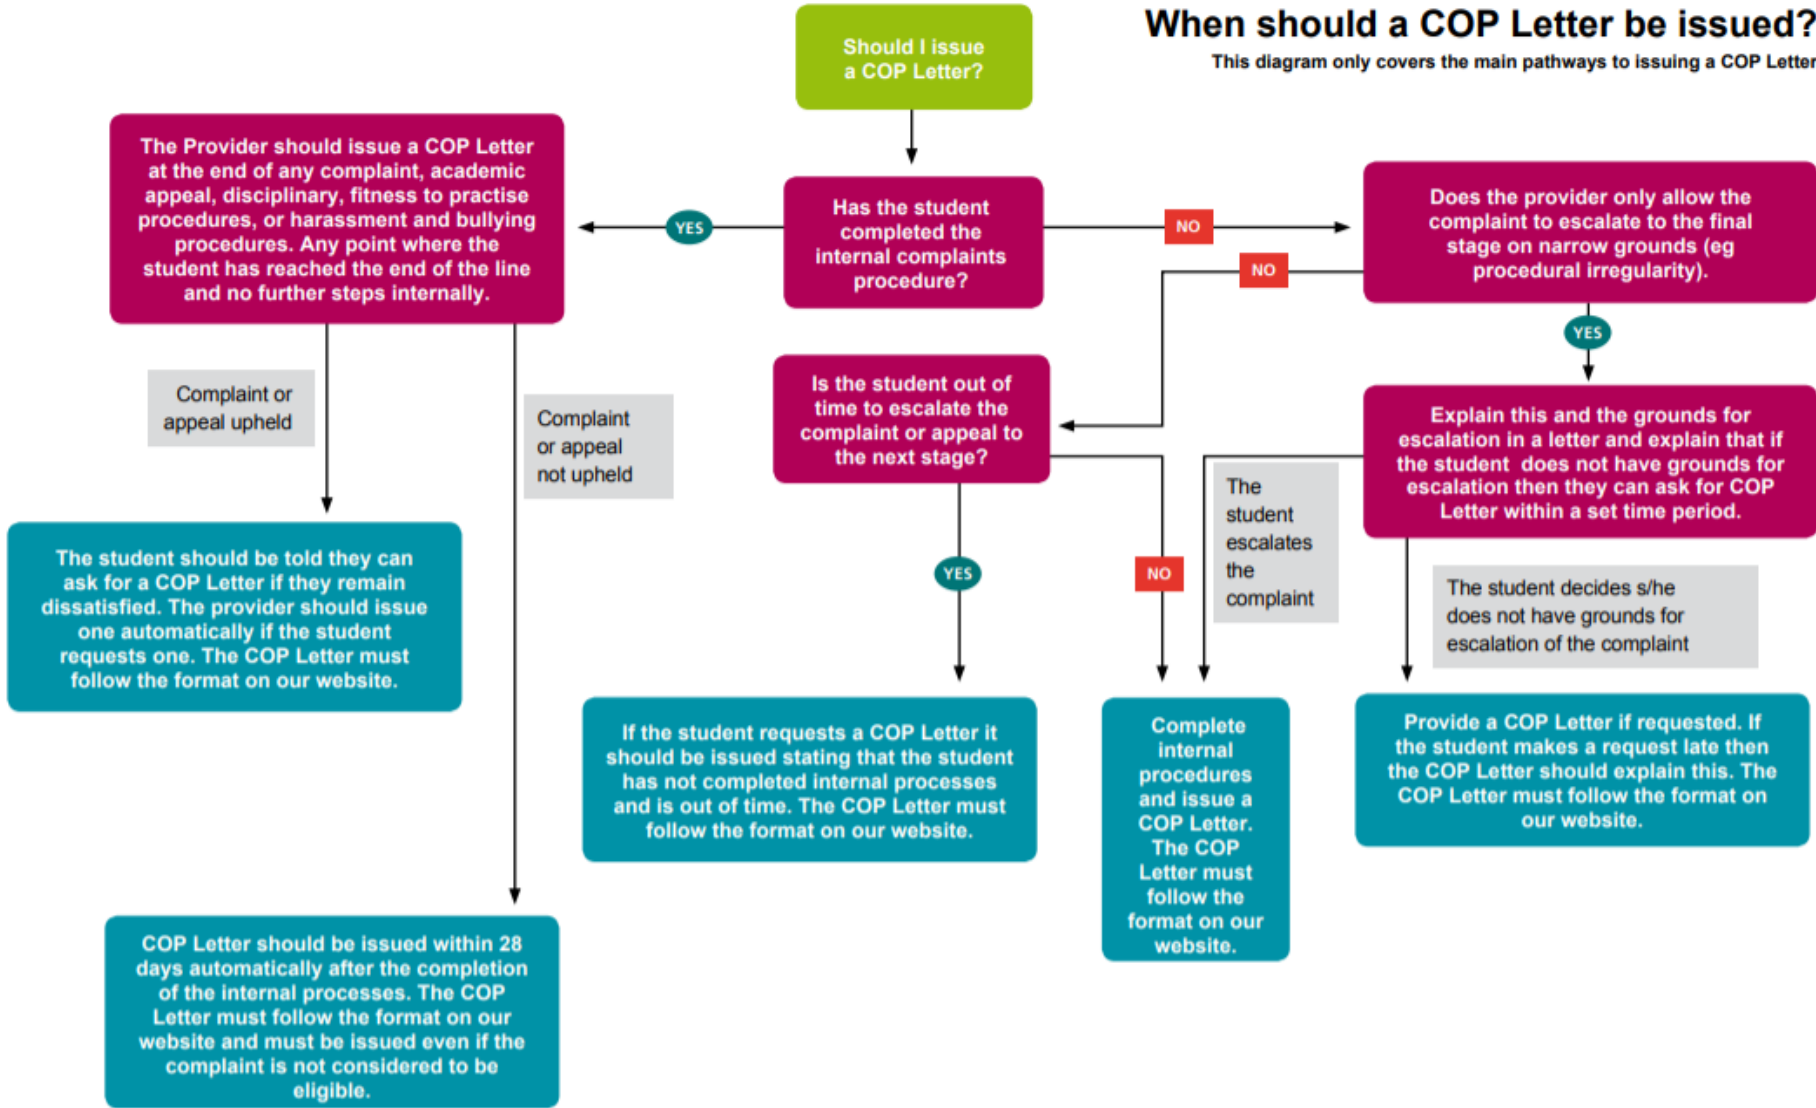 When should a COP Letter be issued?
This diagram only covers the main pathways to issuing a COP Letter
Should I issue
a COP Letter?
The Provider should issue a COP Letter
at the end of any complaint, academic
appeal, disciplinary, fitness to practise
procedures, or harassment and bullying
procedures. Any point where the
student has reached the end of the line
and no further steps internally.
YES
Has the student
completed the
internal complaints
procedure?
NO
Does the provider only allow the
complaint to escalate to the final
stage on narrow grounds (eg
procedural irregularity).
NO
YES
Complaint or
appeal upheld
Complaint
or appeal
not upheld
Is the student out of
time to escalate the
complaint or appeal to
the next stage?
Explain this and the grounds for
escalation in a letter and explain that if
the student does not have grounds for
escalation then they can ask for COP
Letter within a set time period.
The
student
escalates
the
complaint
YES
NO
The student decides s/he
does not have grounds for
escalation of the complaint
The student should be told they can
ask for a COP Letter if they remain
dissatisfied. The provider should issue
one automatically if the student
requests one. The COP Letter must
follow the format on our website.
If the student requests a COP Letter it
should be issued stating that the student
has not completed internal processes
and is out of time. The COP Letter must
follow the format on our website.
Complete
internal
procedures
and issue a
COP Letter.
The COP
Letter must
follow the
format on our
website.
Provide a COP Letter if requested. If
the student makes a request late then
the COP Letter should explain this. The
COP Letter must follow the format on
our website.
COP Letter should be issued within 28
days automatically after the completion
of the internal processes. The COP
Letter must follow the format on our
website and must be issued even if the
complaint is not considered to be
eligible.